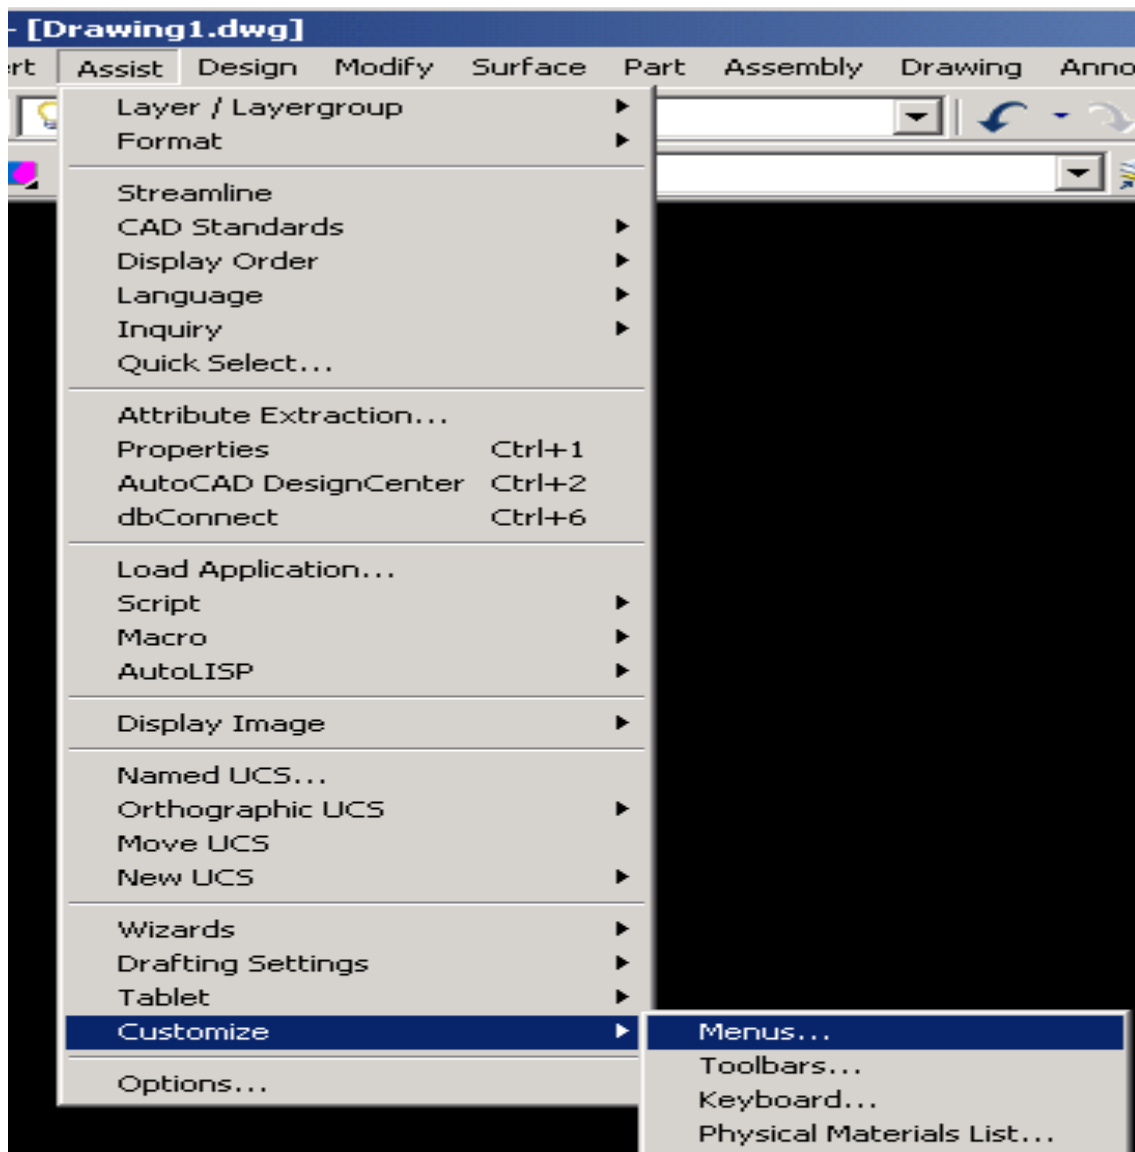 - [Drawing1.dwg]
rt Assist Design Modify Surface Part Assembly Drawing Anno
Layer / Layergroup
Format
Streamline
CAD Standards
Display Order
Language
Inquiry
Quick Select...
Attribute Extraction...
Properties Ctrl+1
AutoCAD DesignCenter Ctrl+2
dbConnect Ctrl+6
Load Application...
Script
Macro
AutoLISP
Display Image
Named UCS...
Orthographic UCS
Move UCS
New UCS
Wizards
Drafting Settings
Tablet
Customize
Menus...
Toolbars...
Options...
Keyboard...
Physical Materials List...